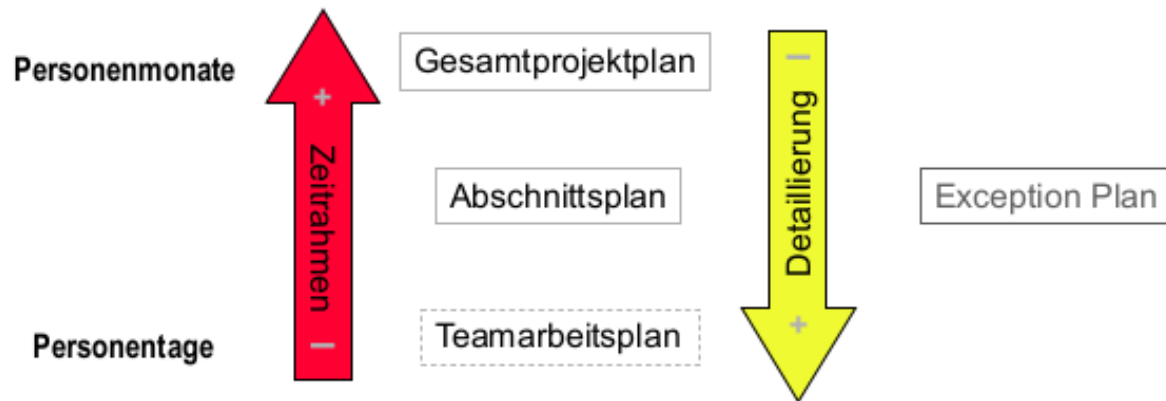 Personenmonate
Gesamtprojektplan
–
+
Zeitrahmen
Detaillierung
Abschnittsplan
Exception Plan
Teamarbeitsplan
+
Personentage
–